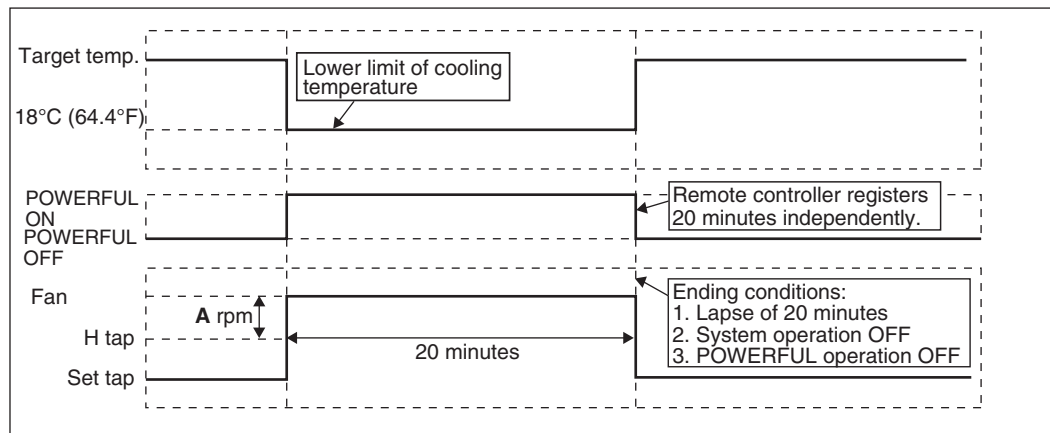 Target temp.
Lower limit of cooling
temperature
18°C (64.4°F)
POWERFUL
ON
POWERFUL
OFF
Remote controller registers
20 minutes independently.
Fan
A rpm
H tap
Set tap
20 minutes
Ending conditions:
1. Lapse of 20 minutes
2. System operation OFF
3. POWERFUL operation OFF